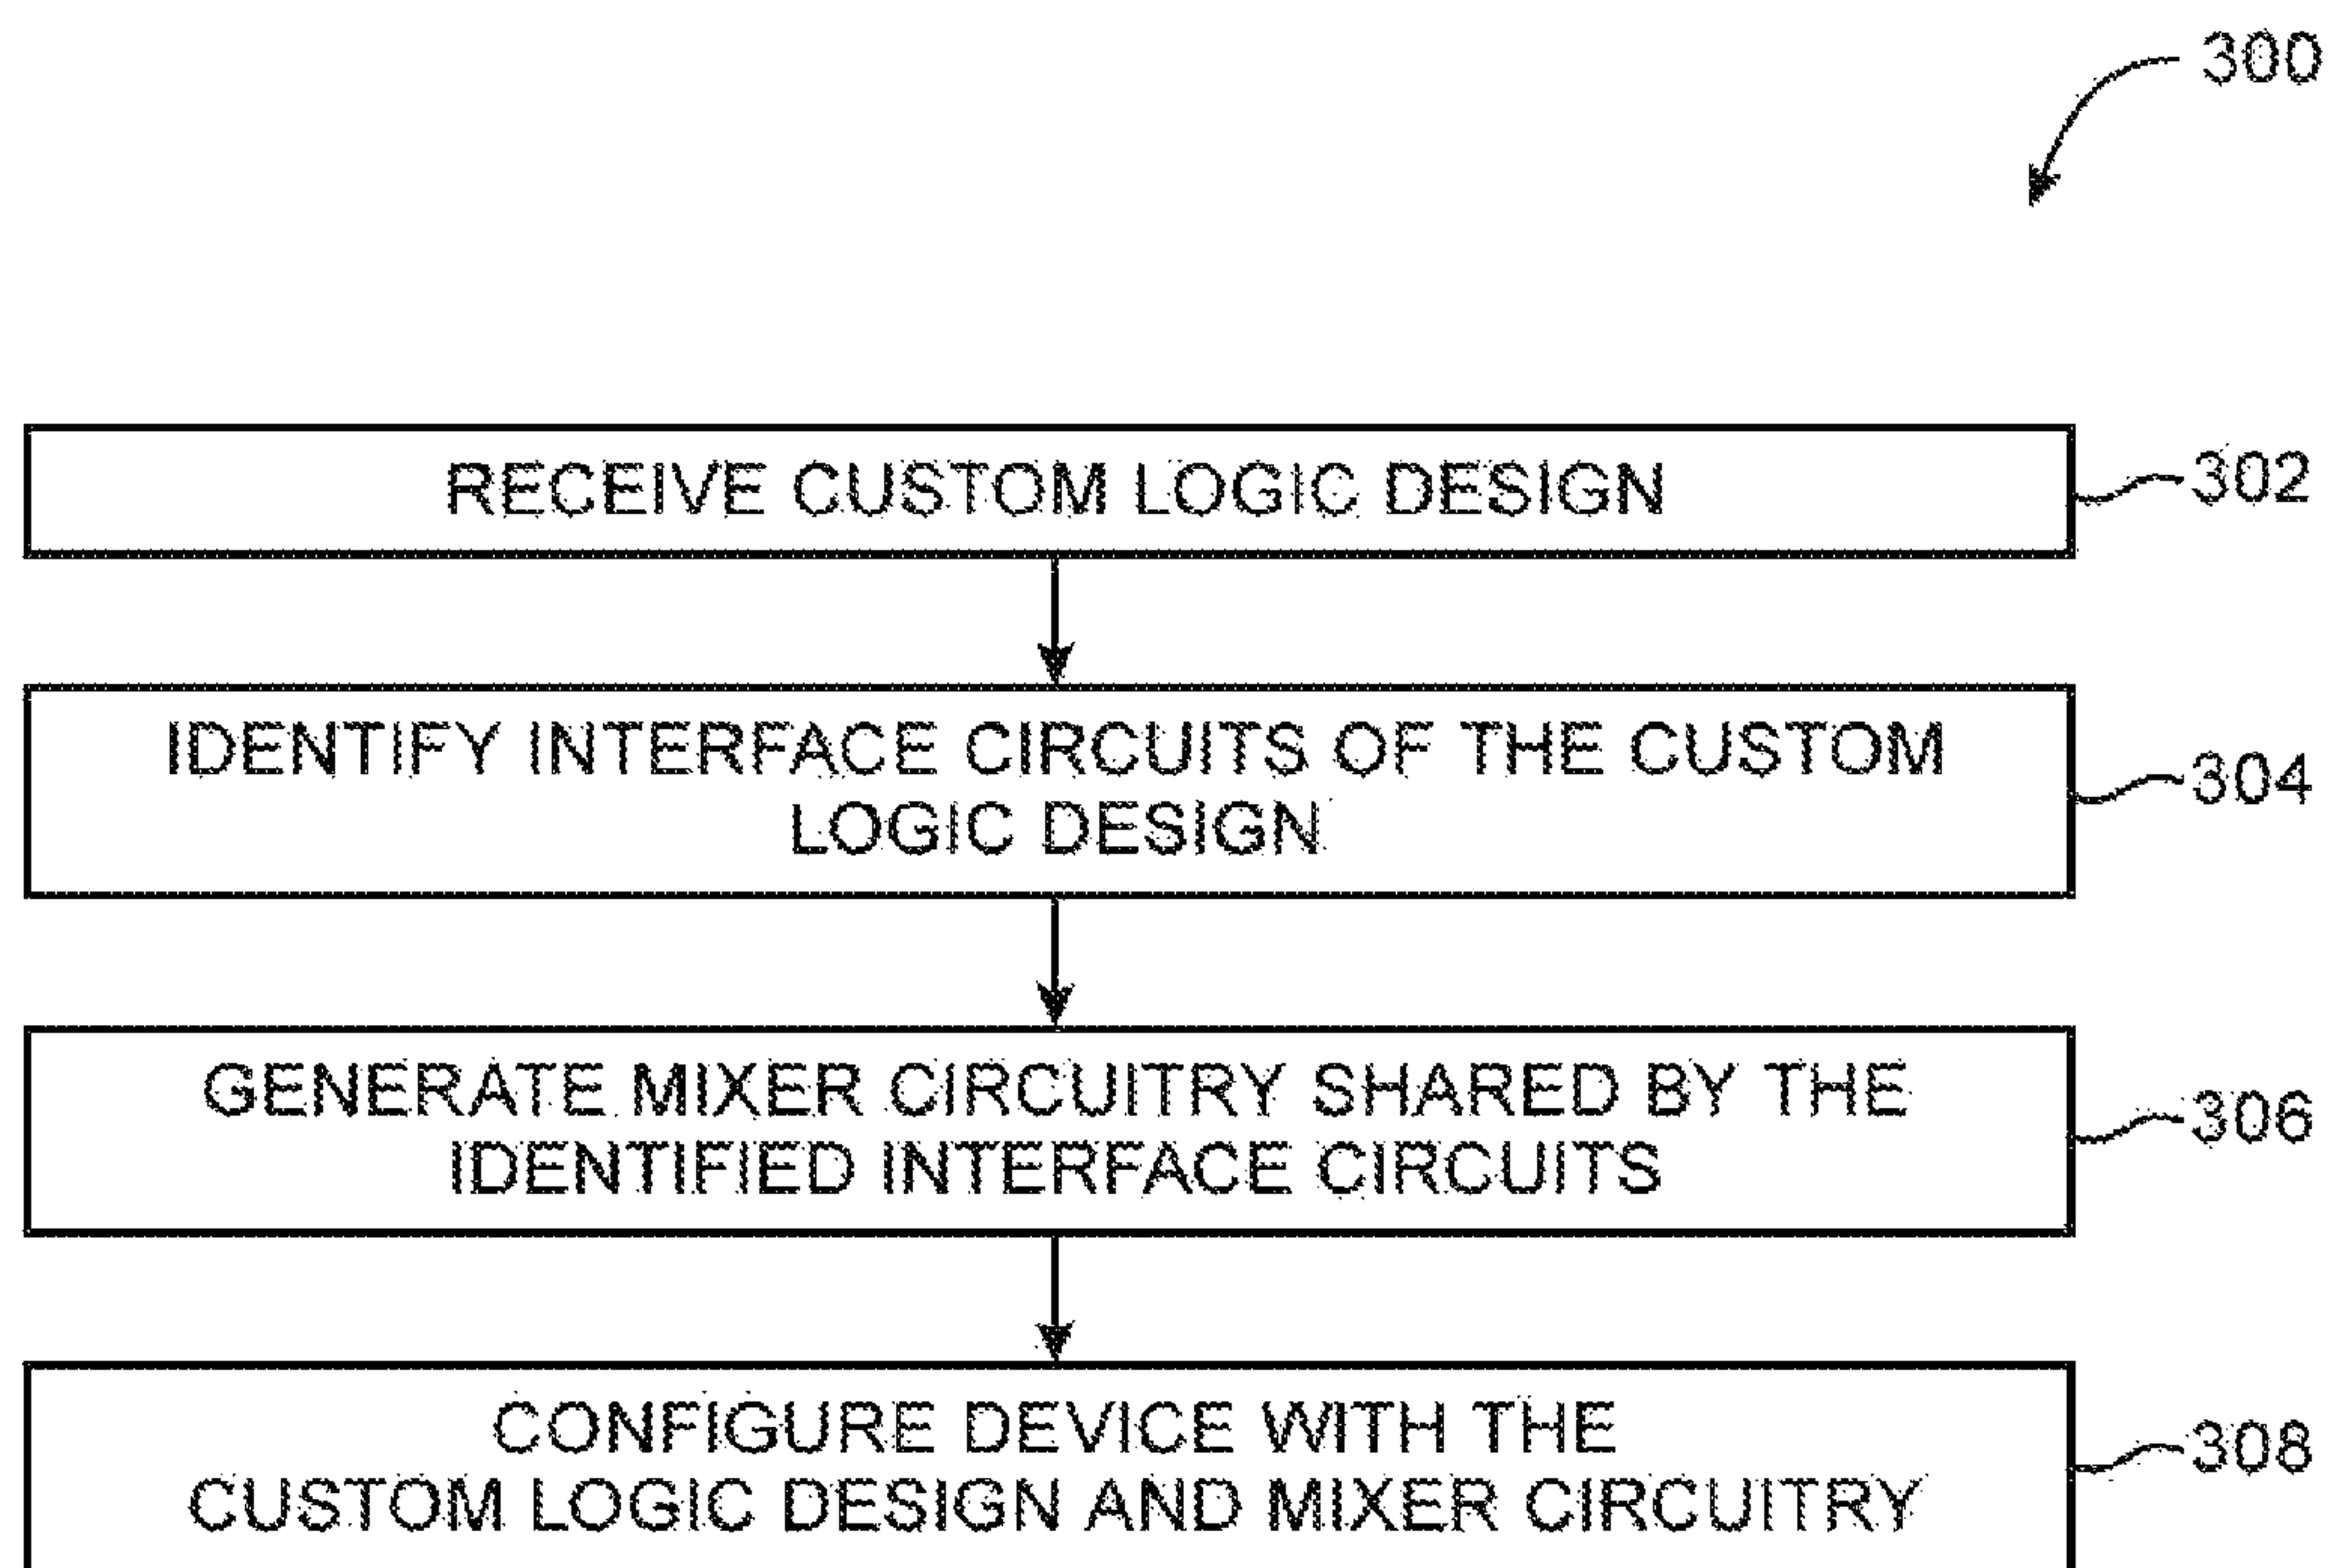 300
RECEIVE CUSTOM LOGIC DESIGN
302
IDENTIFY INTERFACE CIRCUITS OF THE CUSTOM
LOGIC DESIGN
304
GENERATE MIXER CIRCUITRY SHARED BY THE
IDENTIFIED INTERFACE CIRCUITS
306
CONFIGURE DEVICE WITH THE
CUSTOM LOGIC DESIGN AND MIXER CIRCUITRY
308